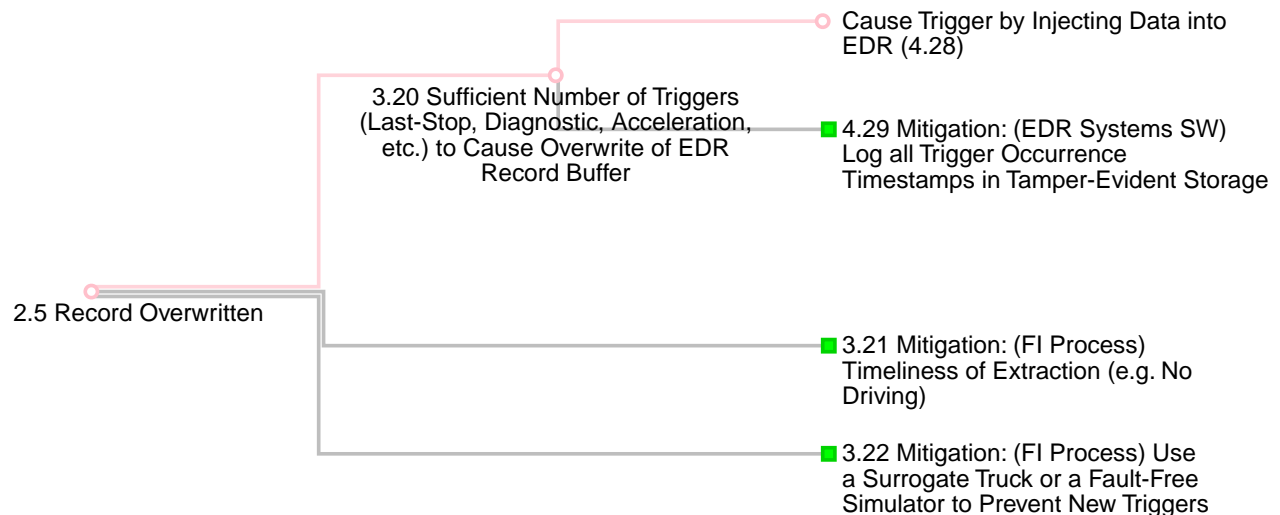 Cause Trigger by Injecting Data into
EDR (4.28)
3.20 Sufficient Number of Triggers
(Last-Stop, Diagnostic, Acceleration,
etc.) to Cause Overwrite of EDR
Record Buffer
4.29 Mitigation: (EDR Systems SW)
Log all Trigger Occurrence
Timestamps in Tamper-Evident Storage
2.5 Record Overwritten
3.21 Mitigation: (FI Process)
Timeliness of Extraction (e.g. No
Driving)
3.22 Mitigation: (FI Process) Use
a Surrogate Truck or a Fault-Free
Simulator to Prevent New Triggers